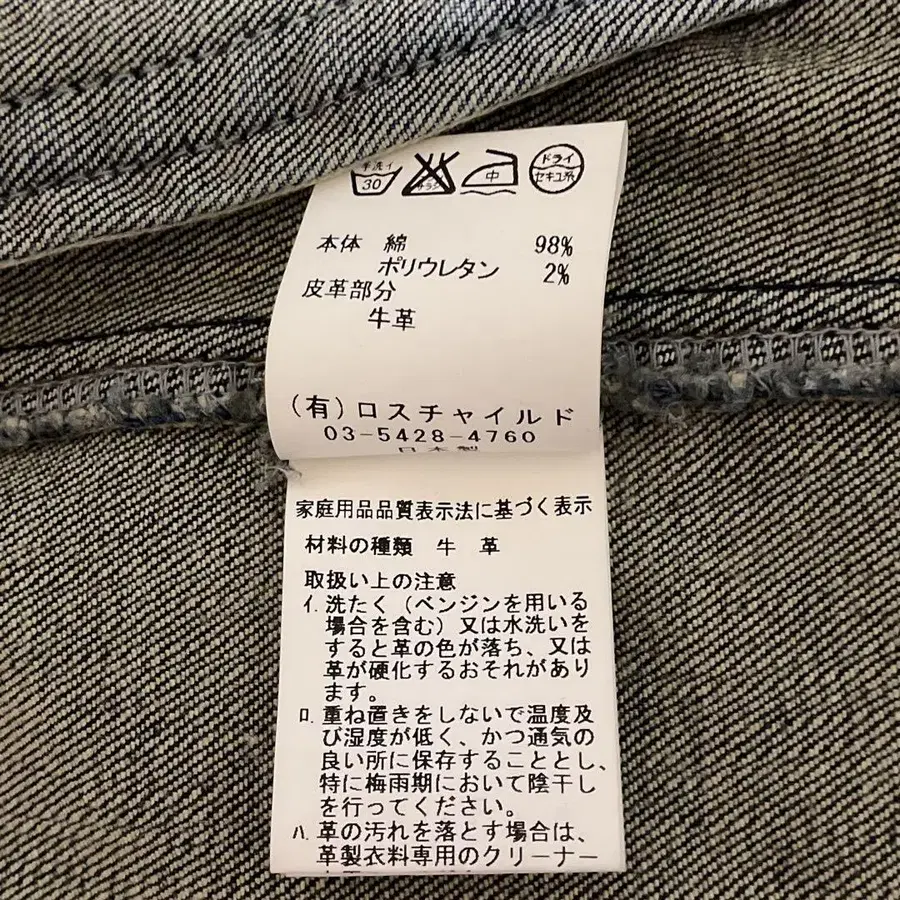 手洗イ
30
サラシ
中
ドライ
セキユ系
本体 綿 98%
ポリウレタン 2%
皮革部分
牛革
(有)ロスチャイルド
03-5428-4760
日本製
家庭用品品質表示法に基づく表示
材料の種類 牛 革
取扱い上の注意
イ. 洗たく(ベンジンを用いる
場合を含む)又は水洗いを
すると革の色が落ち、又は
革が硬化するおそれがあり
ます。
ロ. 重ね置きをしないで温度及
び湿度が低く、かつ通気の
良い所に保存することとし、
特に梅雨期において陰干し
を行ってください。
ハ. 革の汚れを落とす場合は、
革製衣料専用のクリーナー